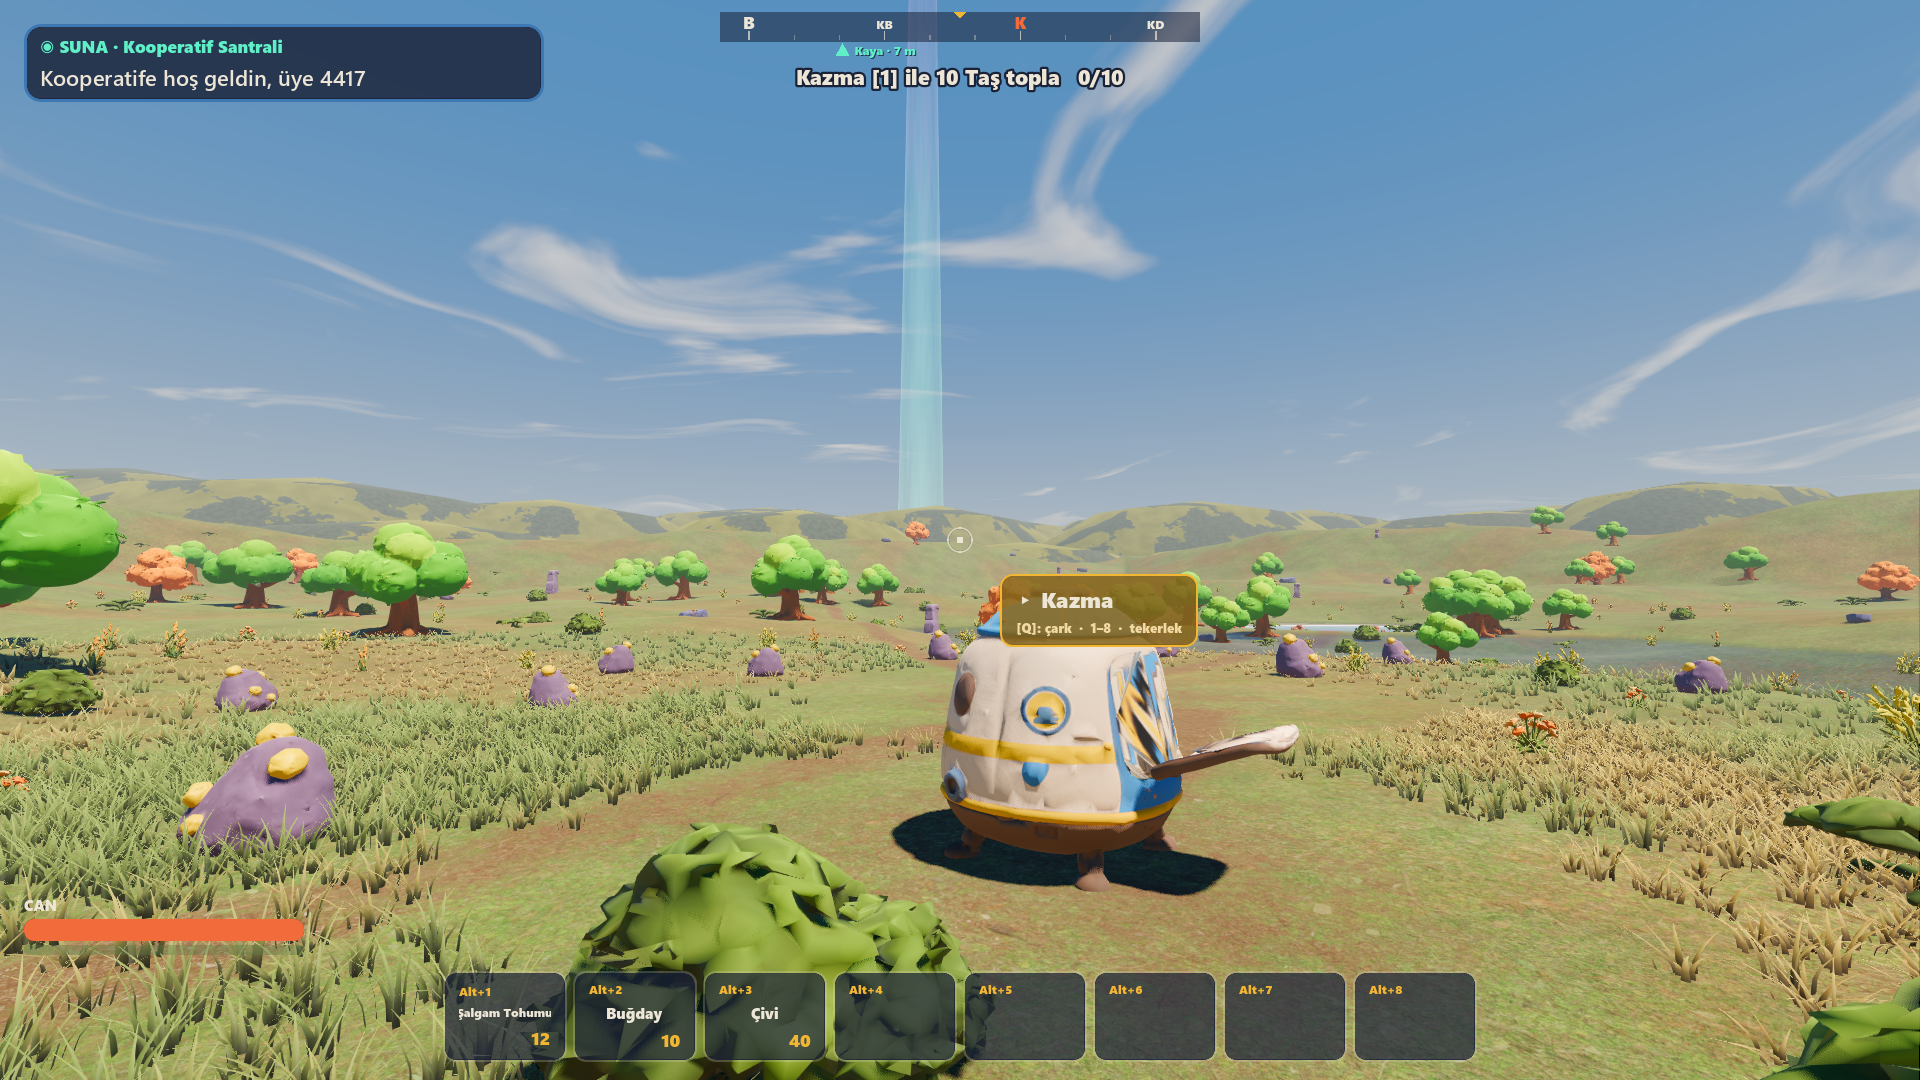 ◉ SUNA · Kooperatif Santrali
Kooperatife hoş geldin, üye 4417
B KB K KD
Kaya · 7 m
Kazma [1] ile 10 Taş topla 0/10
Kazma
[Q]: çark · 1–8 · tekerlek
CAN
Alt+1 Alt+2 Alt+3 Alt+4 Alt+5 Alt+6 Alt+7 Alt+8
Şalgam Tohumu Buğday Çivi
12 10 40